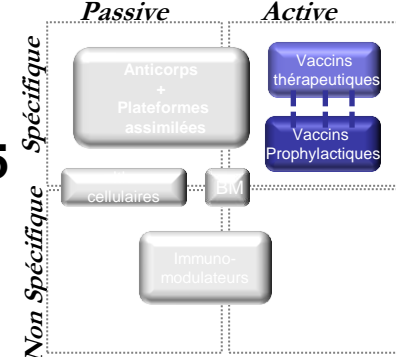 Passive Active
Spécifique
Anticorps
+
Plateformes
assimilées
Vaccins
thérapeutiques
Vaccins
Prophylactiques
cellulaires
BM
Immuno-
modulateurs
Non Spécifique